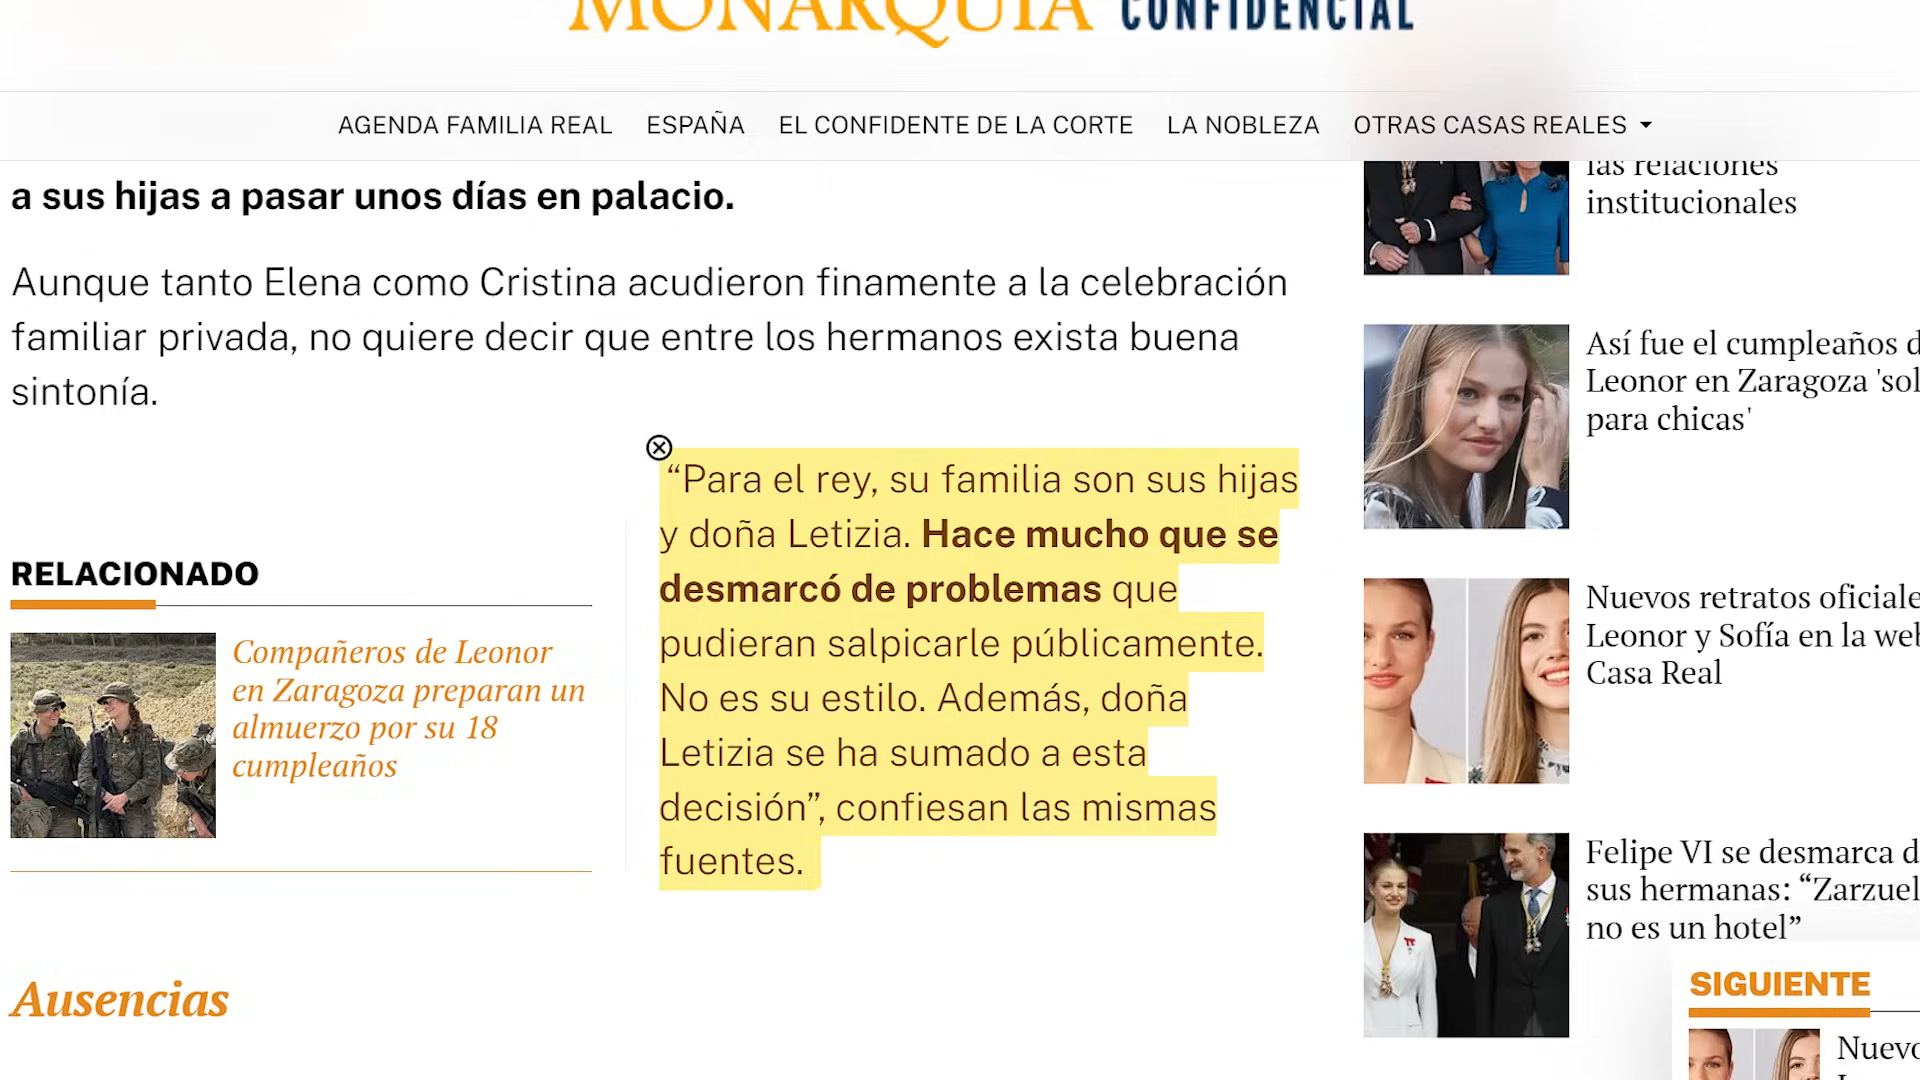 MONARQUÍA CONFIDENCIAL
AGENDA FAMILIA REAL ESPAÑA EL CONFIDENTE DE LA CORTE LA NOBLEZA OTRAS CASAS REALES
a sus hijas a pasar unos días en palacio.
Aunque tanto Elena como Cristina acudieron finamente a la celebración
familiar privada, no quiere decir que entre los hermanos exista buena
sintonía.
RELACIONADO
Compañeros de Leonor
en Zaragoza preparan un
almuerzo por su 18
cumpleaños
“Para el rey, su familia son sus hijas
y doña Letizia. Hace mucho que se
desmarcó de problemas que
pudieran salpicarle públicamente.
No es su estilo. Además, doña
Letizia se ha sumado a esta
decisión”, confiesan las mismas
fuentes.
Ausencias
las relaciones
institucionales
Así fue el cumpleaños d
Leonor en Zaragoza 'sol
para chicas'
Nuevos retratos oficiale
Leonor y Sofía en la web
Casa Real
Felipe VI se desmarca d
sus hermanas: “Zarzuel
no es un hotel”
SIGUIENTE
Nuevo